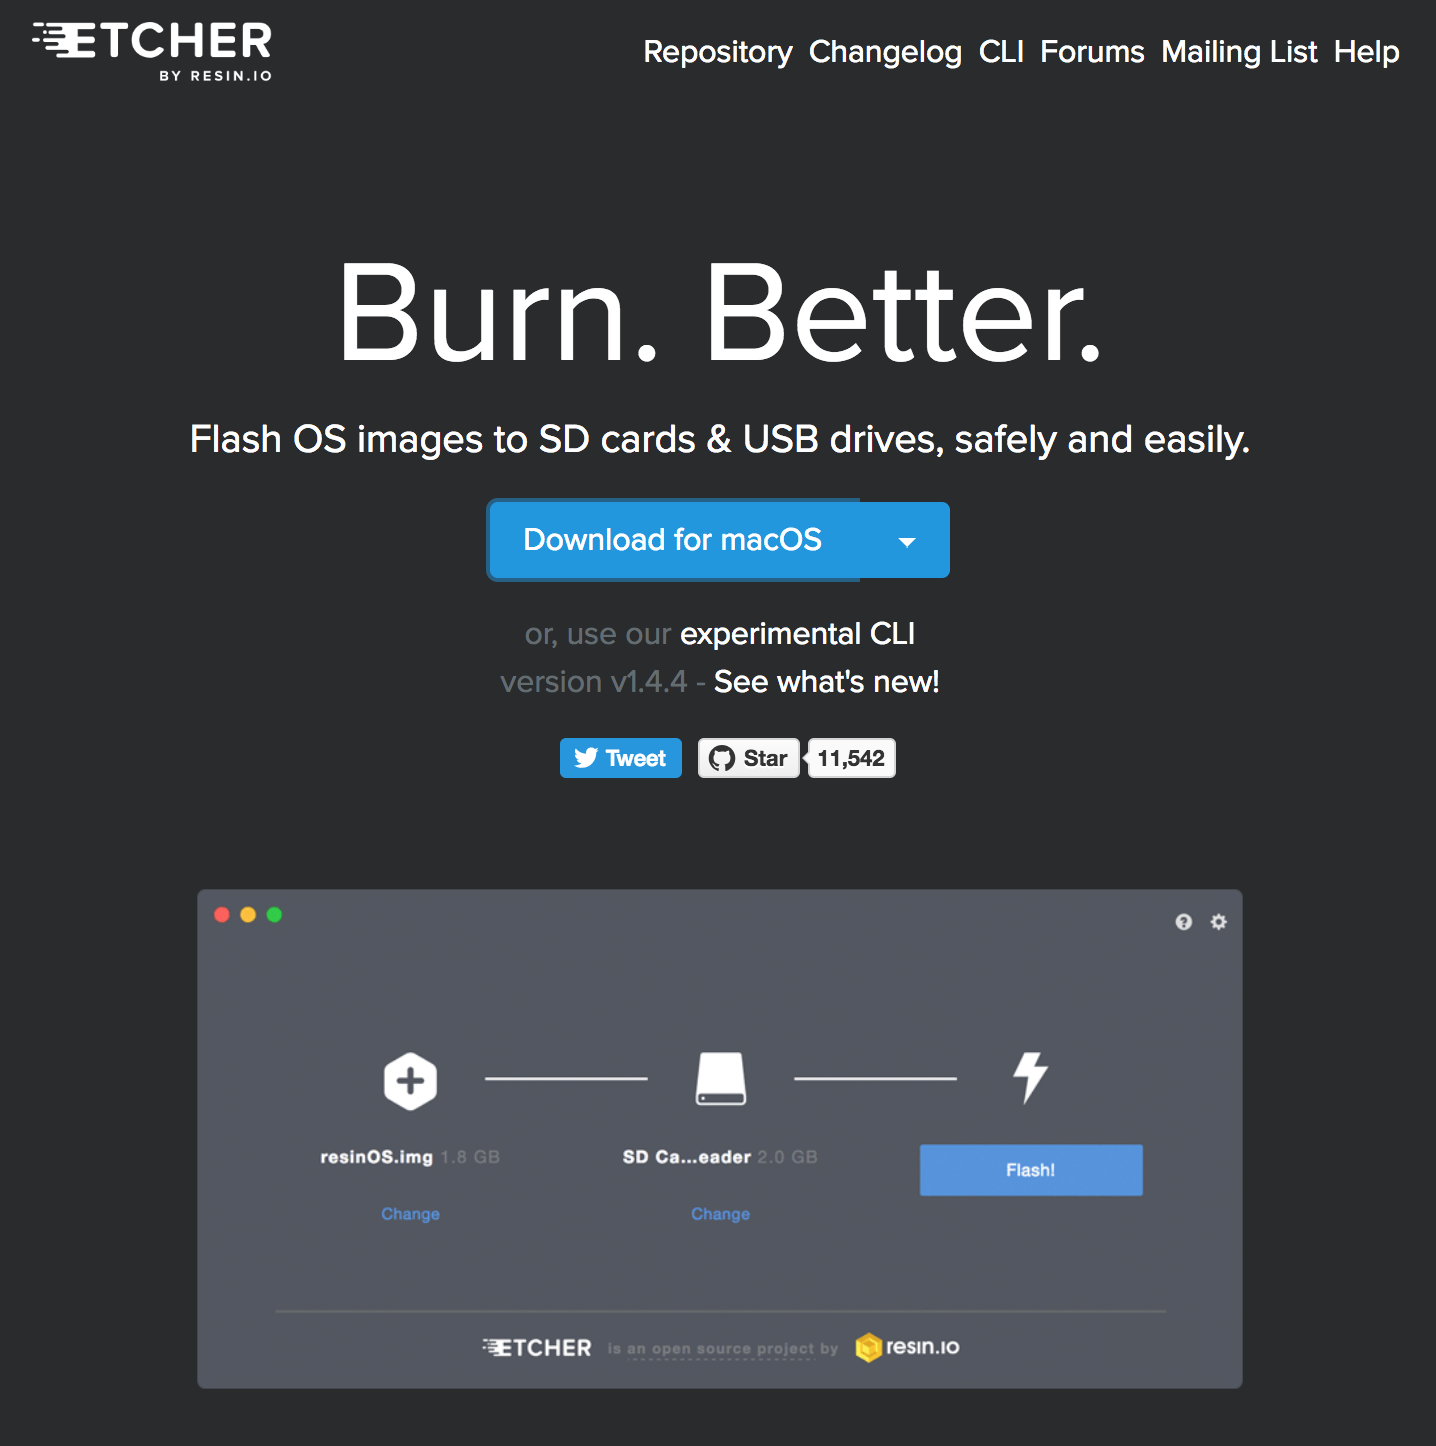 ETCHER
BY RESIN.IO
Repository Changelog CLI Forums Mailing List Help
Burn. Better.
Flash OS images to SD cards & USB drives, safely and easily.
Download for macOS
or, use our experimental CLI
version v1.4.4 - See what's new!
Tweet Star 11,542
resinOS.img 1.8 GB
SD Ca...eader 2.0 GB
Flash!
Change
Change
ETCHER is an open source project by resin.io